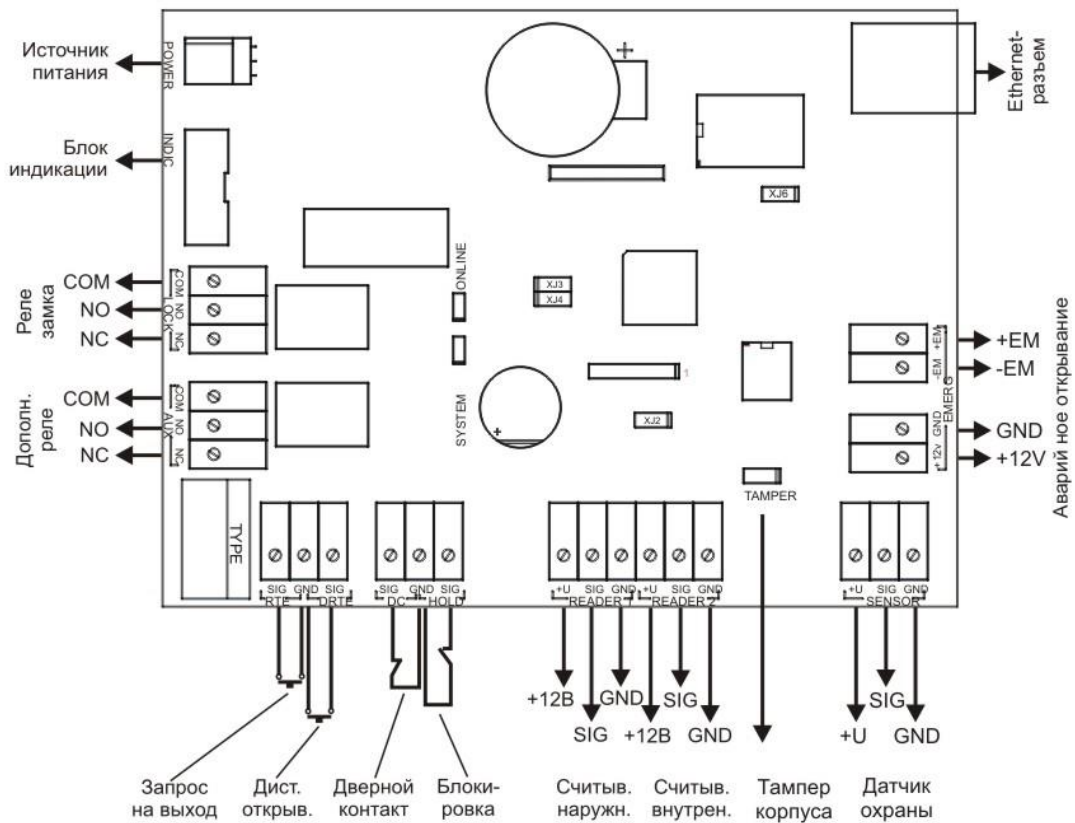 Источник
питания
POWER
Ethernet-
разъем
Блок
индикации
INDIC
XJ6
ONLINE
Реле
замка
COM
NO
NC
COM
NO
NC
LOCK
XJ3
XJ4
+EM
-EM
+EM
-EM
EMERG
Дополн.
реле
COM
NO
NC
COM
NO
NC
AUX
SYSTEM
1
XJ2
GND
+12v
GND
+12V
Аварий ное открывание
TAMPER
TYPE
SIG GND SIG
RTE DRTE
SIG GND SIG
DC HOLD
+U SIG GND +U SIG GND
READER 1 READER 2
+U SIG GND
SENSOR
+12В GND SIG
SIG +12В GND
SIG
+U GND
Запрос
на выход
Дист.
открыв.
Дверной
контакт
Блоки-
ровка
Считыв.
наружн.
Считыв.
внутрен.
Тампер
корпуса
Датчик
охраны